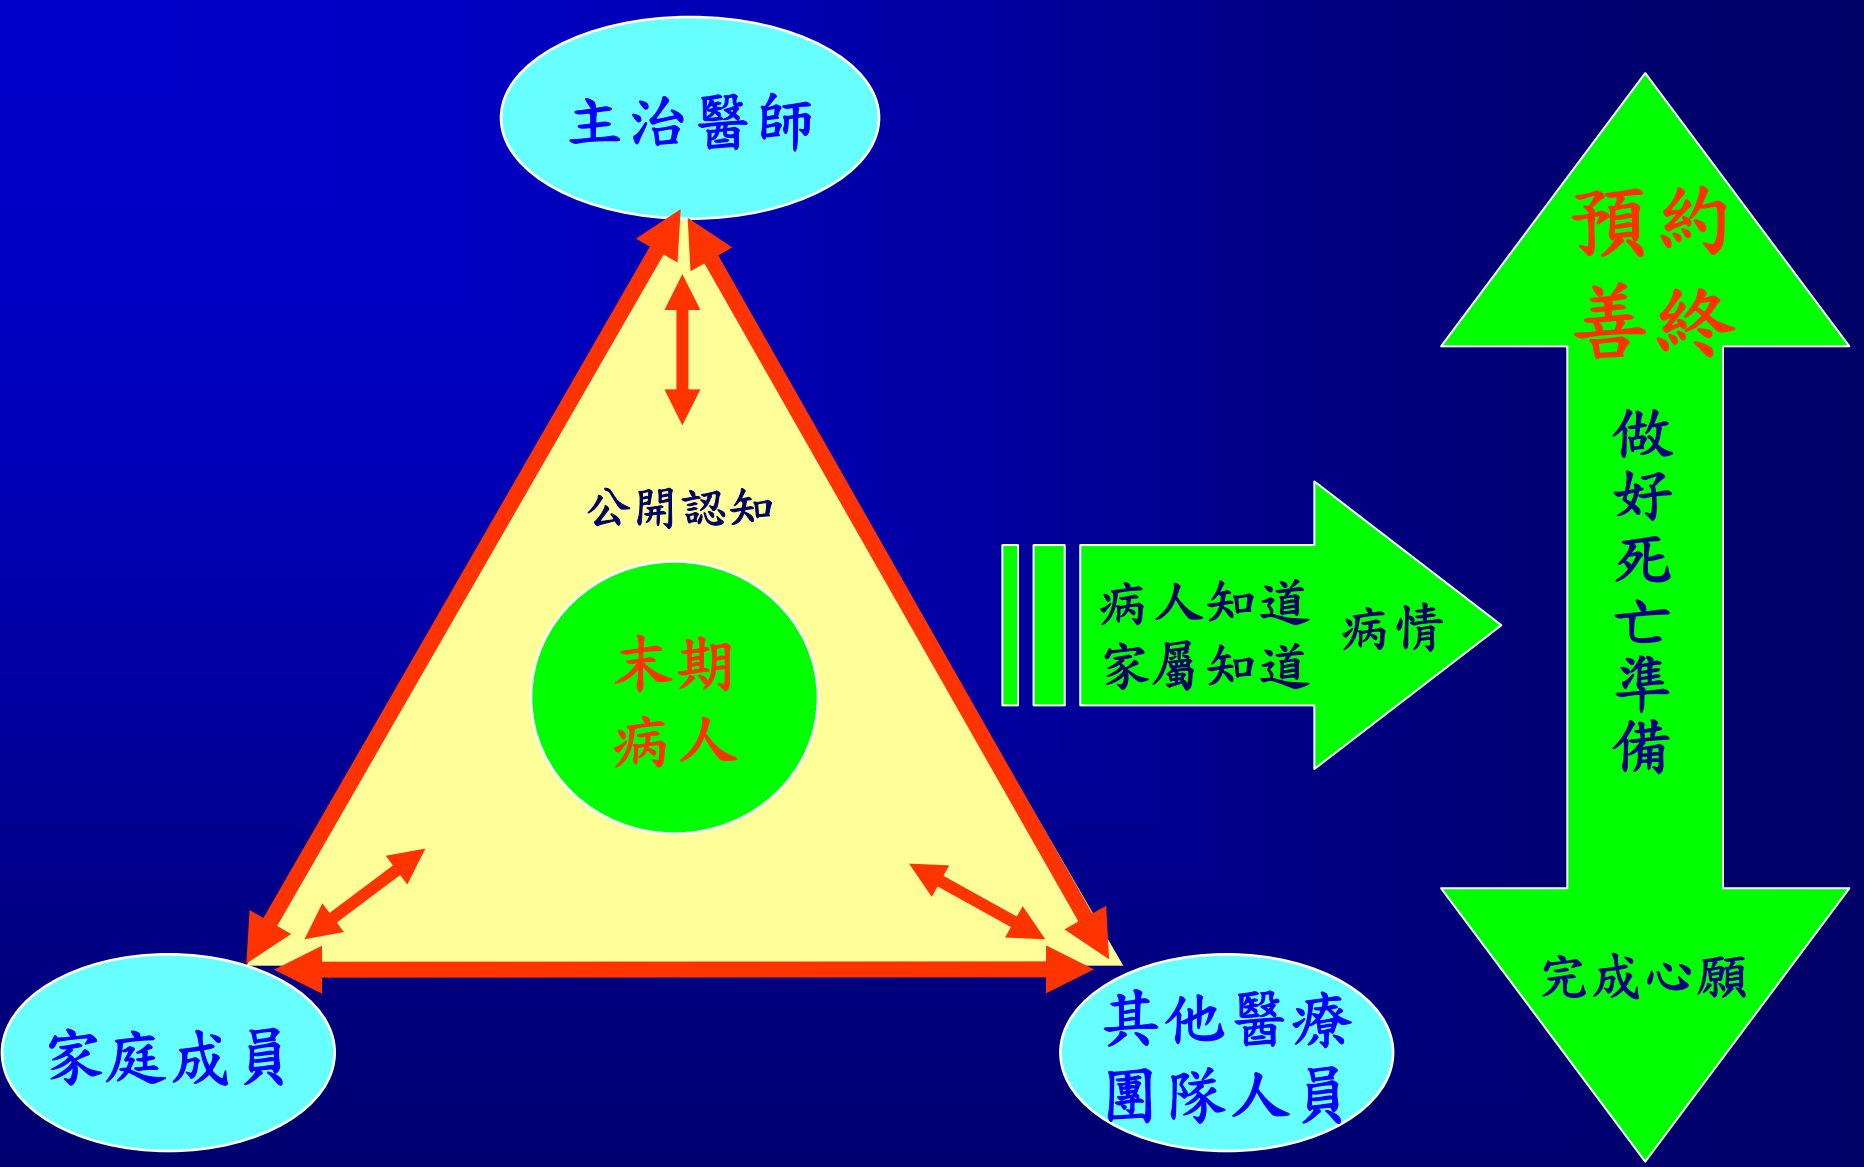 主治醫師
公開認知
末期
病人
家庭成員
其他醫療
團隊人員
病人知道
家屬知道
病情
預約
善終
做好死亡準備
完成心願